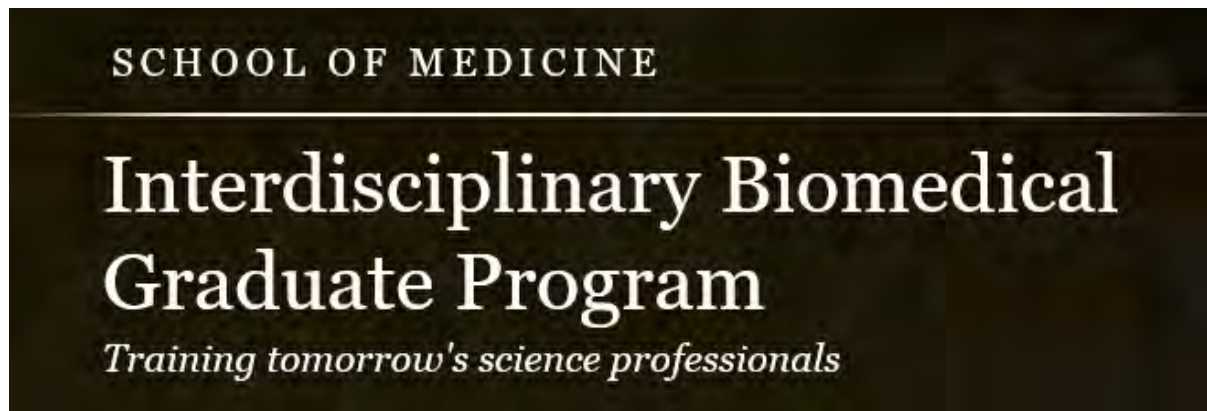 SCHOOL OF MEDICINE
Interdisciplinary Biomedical
Graduate Program
Training tomorrow's science professionals